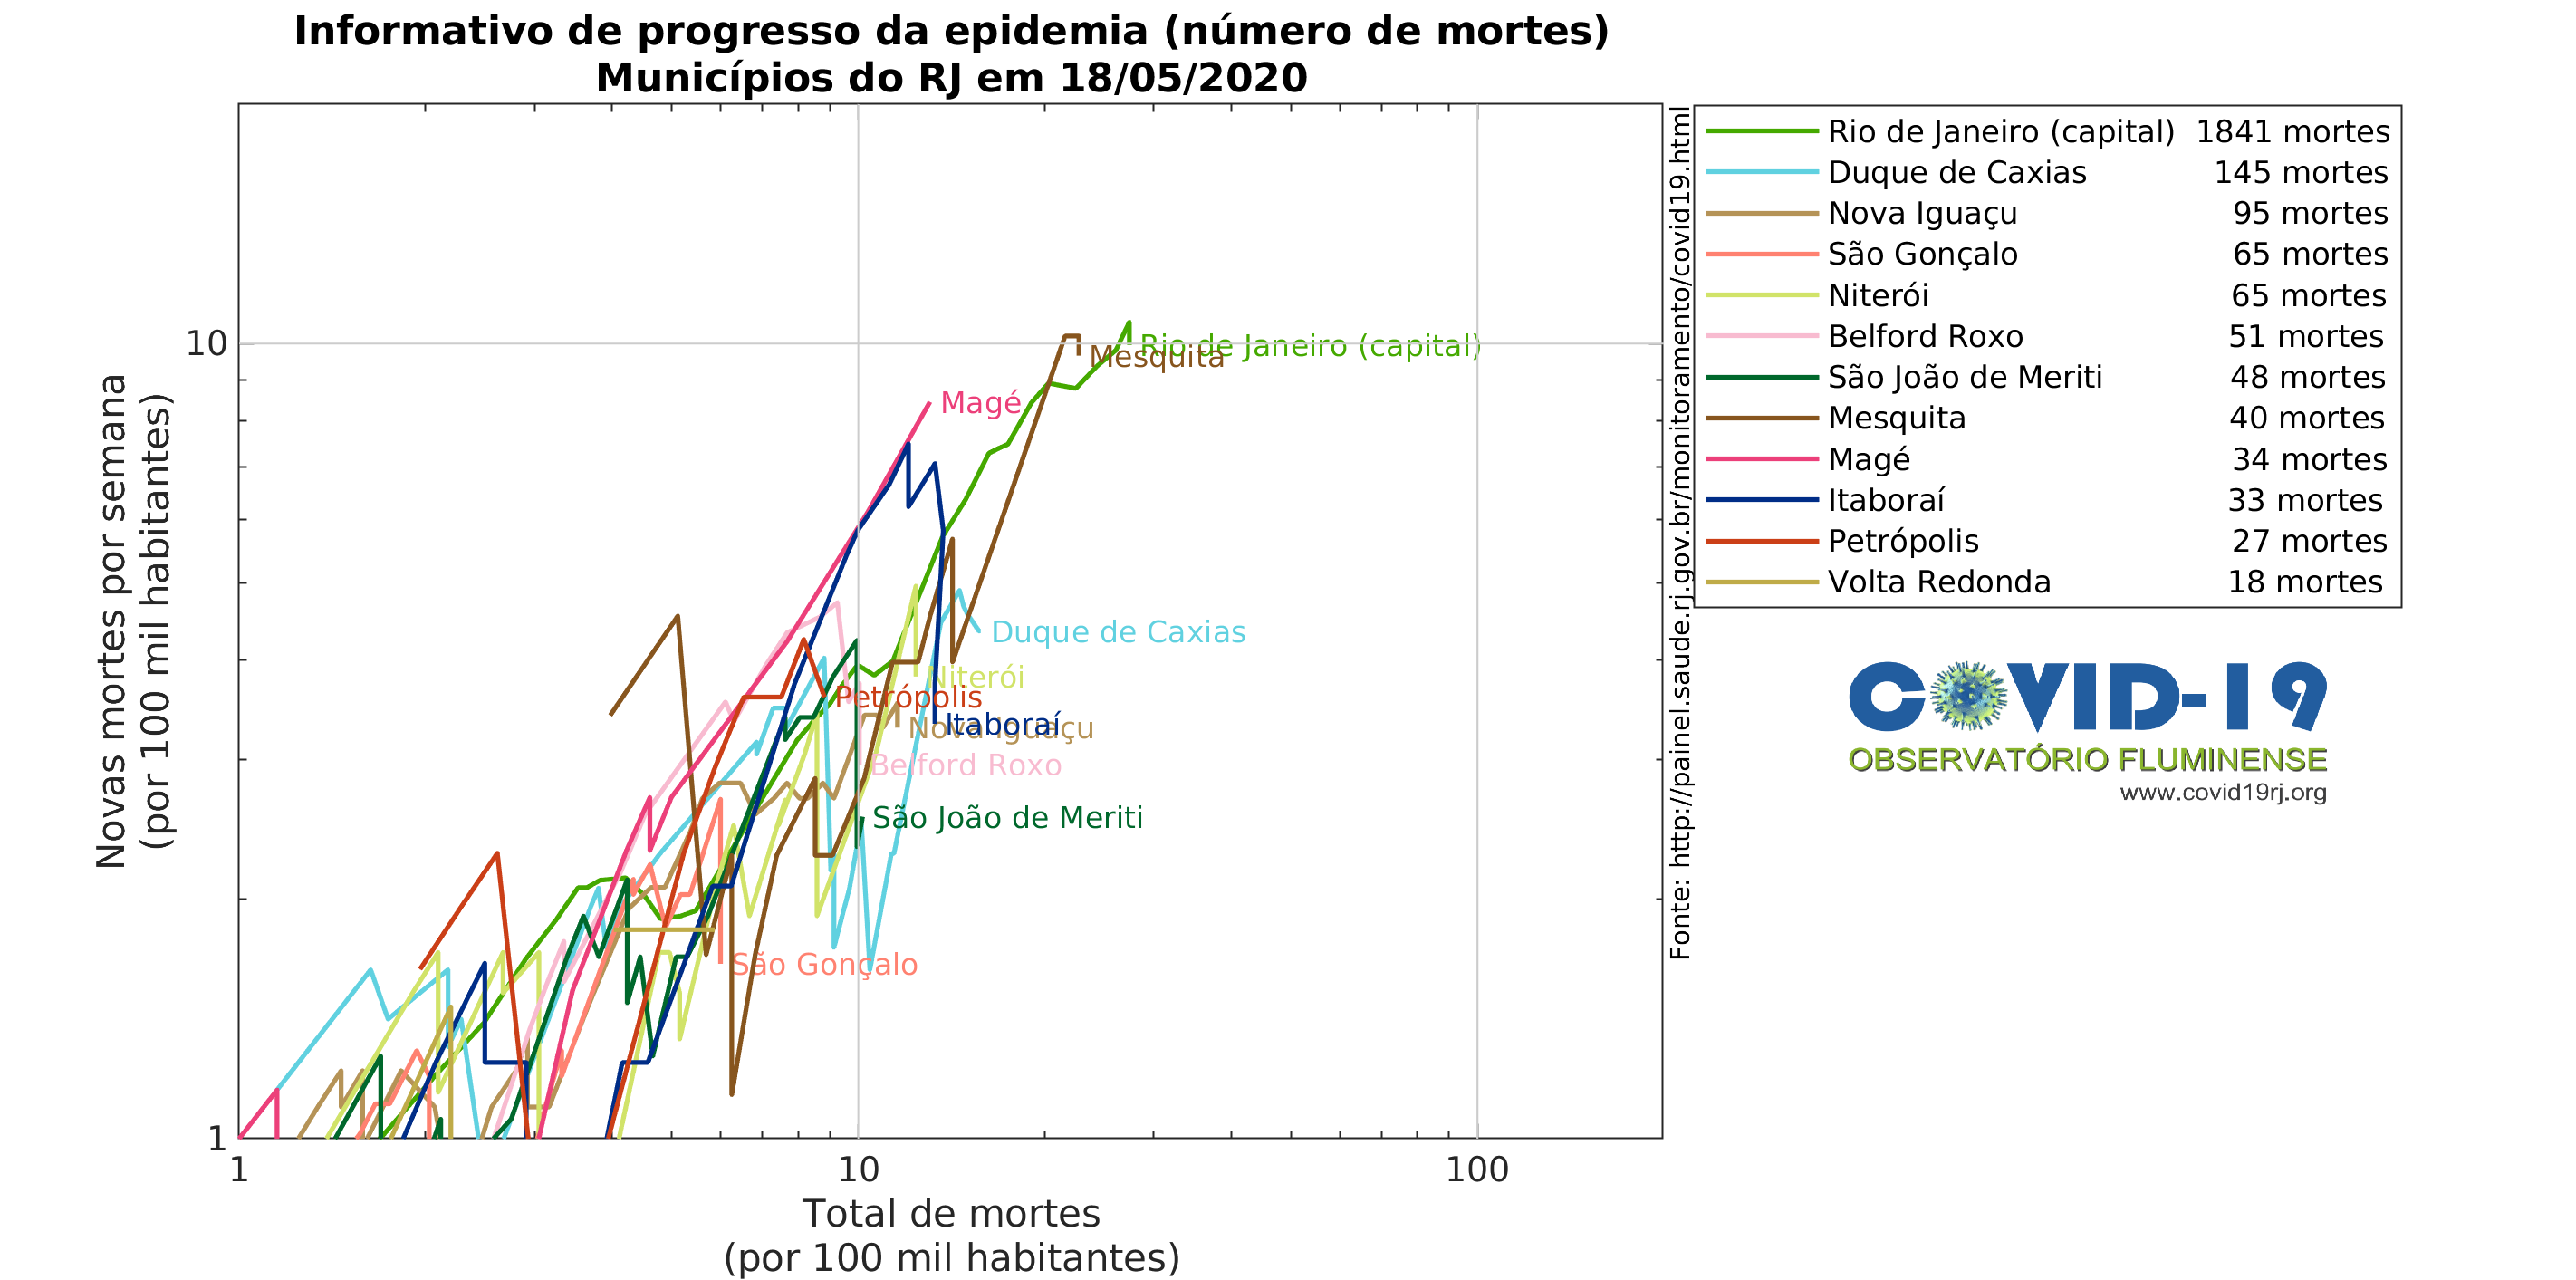 Informativo de progresso da epidemia (número de mortes)
Municípios do RJ em 18/05/2020
Novas mortes por semana
(por 100 mil habitantes)
10
1
1
10
100
Total de mortes
(por 100 mil habitantes)
Rio de Janeiro (capital)
Mesquita
Magé
Duque de Caxias
Niterói
Petrópolis
Itaboraí
Nova Iguaçu
Belford Roxo
São João de Meriti
São Gonçalo
Fonte: http://painel.saude.rj.gov.br/monitoramento/covid19.html
Rio de Janeiro (capital) 1841 mortes
Duque de Caxias 145 mortes
Nova Iguaçu 95 mortes
São Gonçalo 65 mortes
Niterói 65 mortes
Belford Roxo 51 mortes
São João de Meriti 48 mortes
Mesquita 40 mortes
Magé 34 mortes
Itaboraí 33 mortes
Petrópolis 27 mortes
Volta Redonda 18 mortes
COVID-19
OBSERVATÓRIO FLUMINENSE
www.covid19rj.org